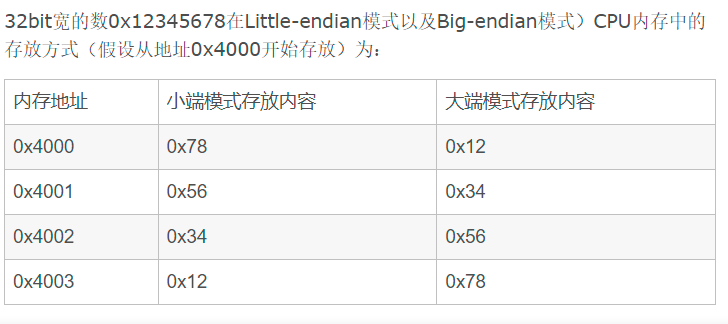 32bit宽的数0x12345678在Little-endian模式以及Big-endian模式）CPU内存中的
存放方式（假设从地址0x4000开始存放）为：
内存地址 小端模式存放内容 大端模式存放内容
0x4000 0x78 0x12
0x4001 0x56 0x34
0x4002 0x34 0x56
0x4003 0x12 0x78